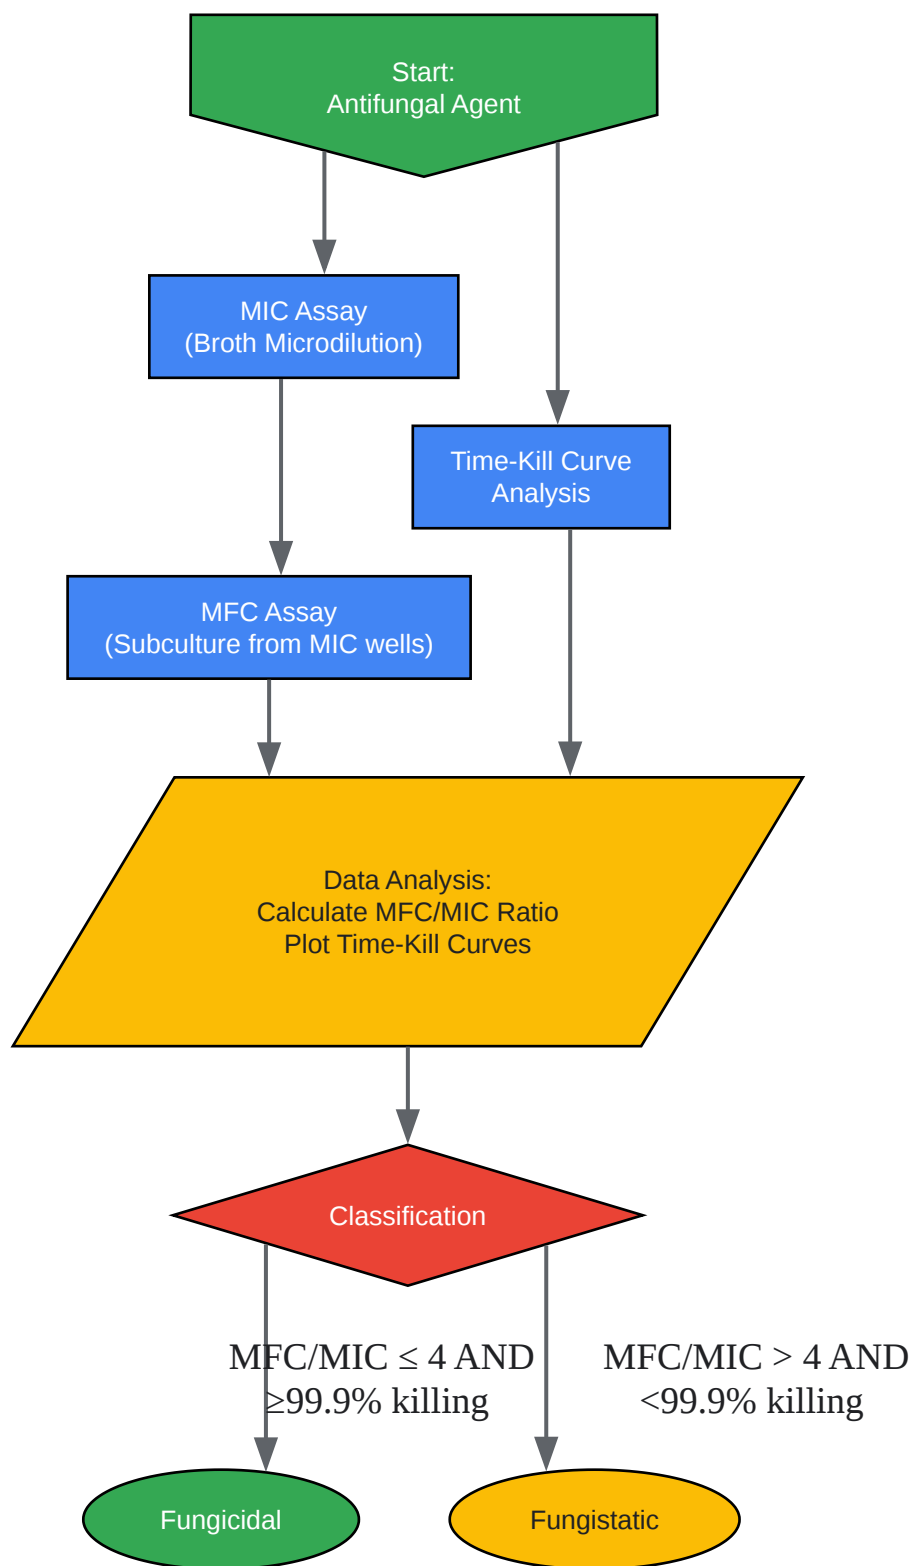 Start:
Antifungal Agent
MIC Assay
(Broth Microdilution)
Time-Kill Curve
Analysis
MFC Assay
(Subculture from MIC wells)
Data Analysis:
Calculate MFC/MIC Ratio
Plot Time-Kill Curves
Classification
MFC/MIC ≤ 4 AND
≥99.9% killing
MFC/MIC > 4 AND
<99.9% killing
Fungicidal
Fungistatic